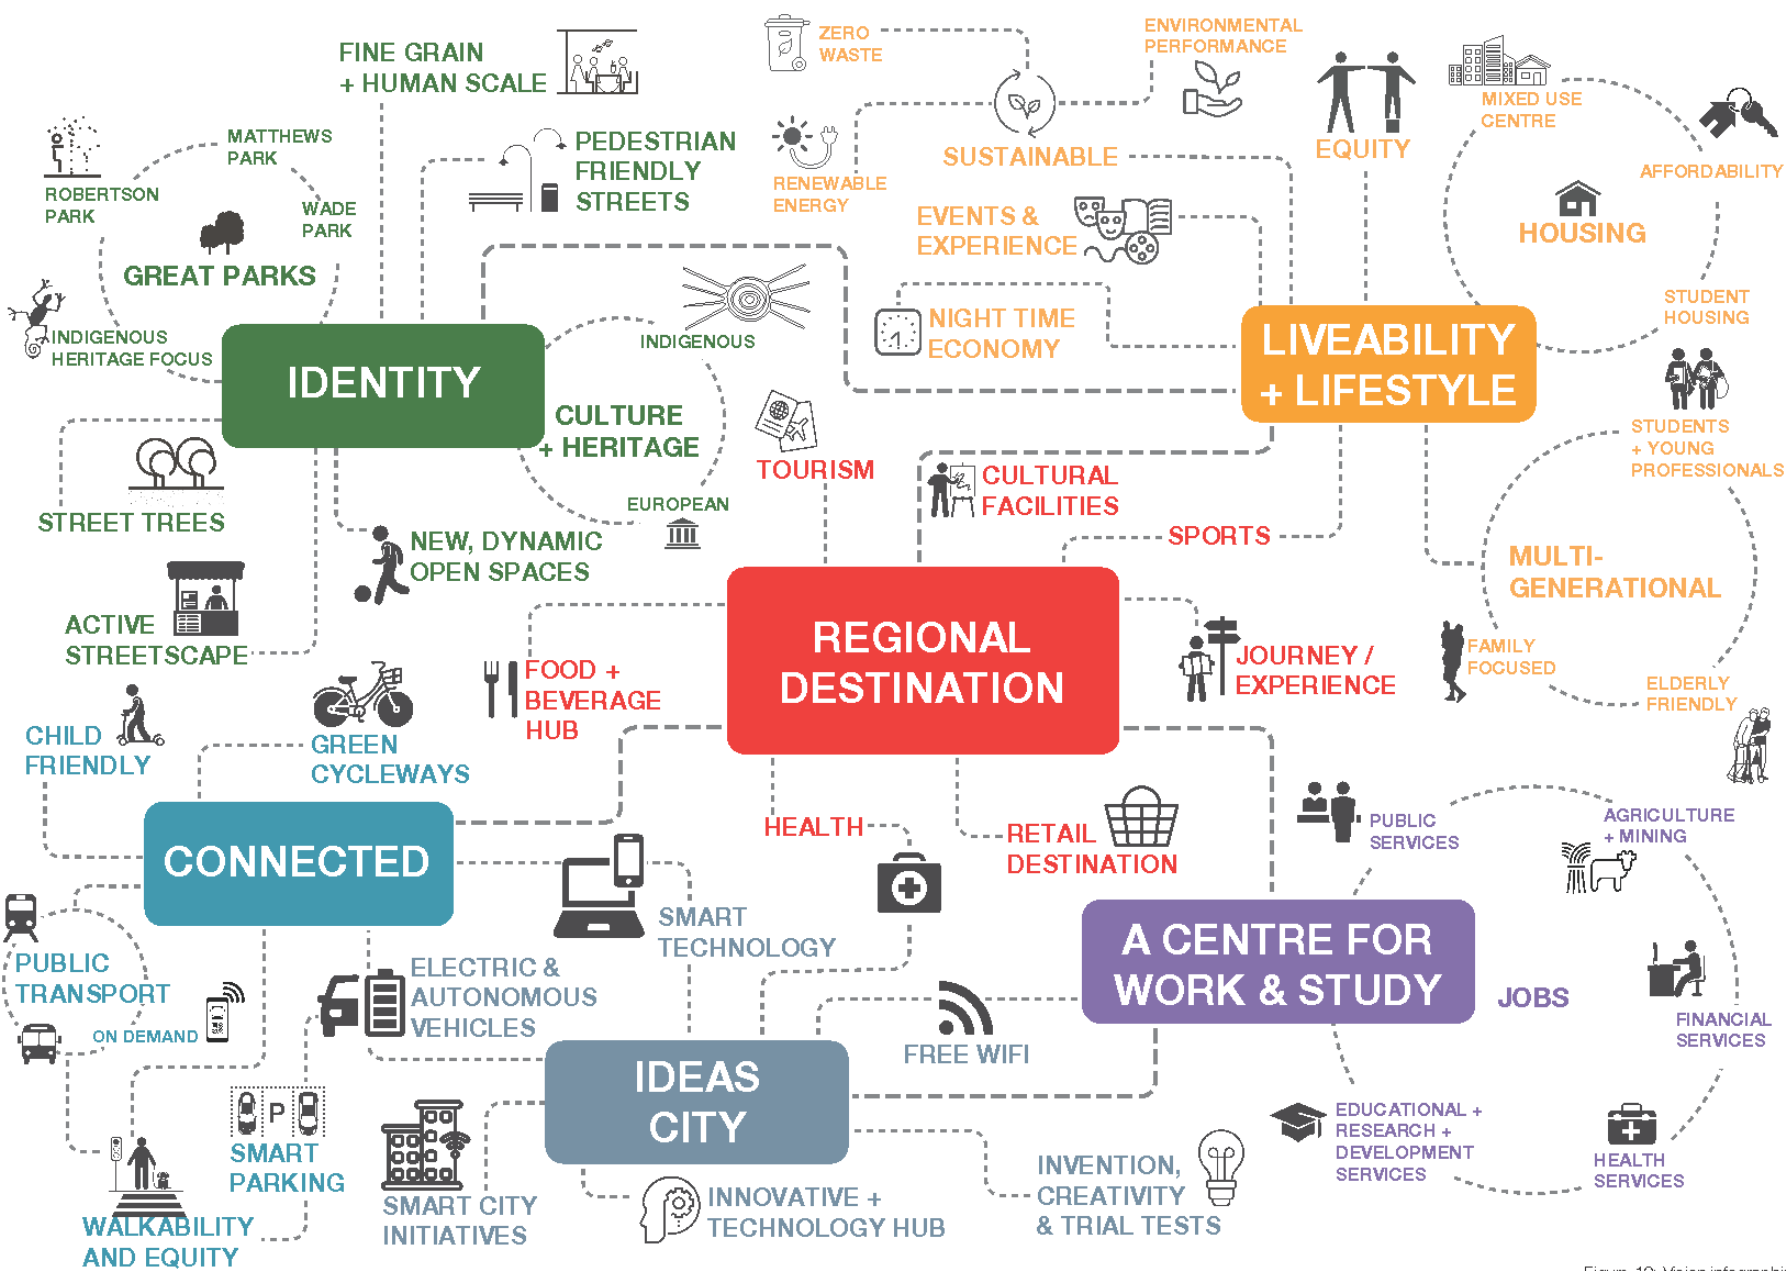 FINE GRAIN
+ HUMAN SCALE
ZERO
WASTE
ENVIRONMENTAL
PERFORMANCE
MIXED USE
CENTRE
MATTHEWS
PARK
PEDESTRIAN
FRIENDLY
STREETS
SUSTAINABLE
EQUITY
AFFORDABILITY
ROBERTSON
PARK
WADE
PARK
RENEWABLE
ENERGY
EVENTS &
EXPERIENCE
HOUSING
GREAT PARKS
INDIGENOUS
HERITAGE FOCUS
INDIGENOUS
NIGHT TIME
ECONOMY
STUDENT
HOUSING
IDENTITY
LIVEABILITY
+ LIFESTYLE
CULTURE
+ HERITAGE
TOURISM
CULTURAL
FACILITIES
STUDENTS
+ YOUNG
PROFESSIONALS
EUROPEAN
STREET TREES
NEW, DYNAMIC
OPEN SPACES
SPORTS
MULTI-
GENERATIONAL
ACTIVE
STREETSCAPE
REGIONAL
DESTINATION
FOOD +
BEVERAGE
HUB
JOURNEY /
EXPERIENCE
FAMILY
FOCUSED
ELDERLY
FRIENDLY
CHILD
FRIENDLY
GREEN
CYCLEWAYS
HEALTH
RETAIL
DESTINATION
PUBLIC
SERVICES
AGRICULTURE
+ MINING
CONNECTED
SMART
TECHNOLOGY
A CENTRE FOR
WORK & STUDY
JOBS
PUBLIC
TRANSPORT
ON DEMAND
ELECTRIC &
AUTONOMOUS
VEHICLES
FREE WIFI
FINANCIAL
SERVICES
IDEAS
CITY
P
SMART
PARKING
EDUCATIONAL +
RESEARCH +
DEVELOPMENT
SERVICES
HEALTH
SERVICES
WALKABILITY
AND EQUITY
SMART CITY
INITIATIVES
INNOVATIVE +
TECHNOLOGY HUB
INVENTION,
CREATIVITY
& TRIAL TESTS